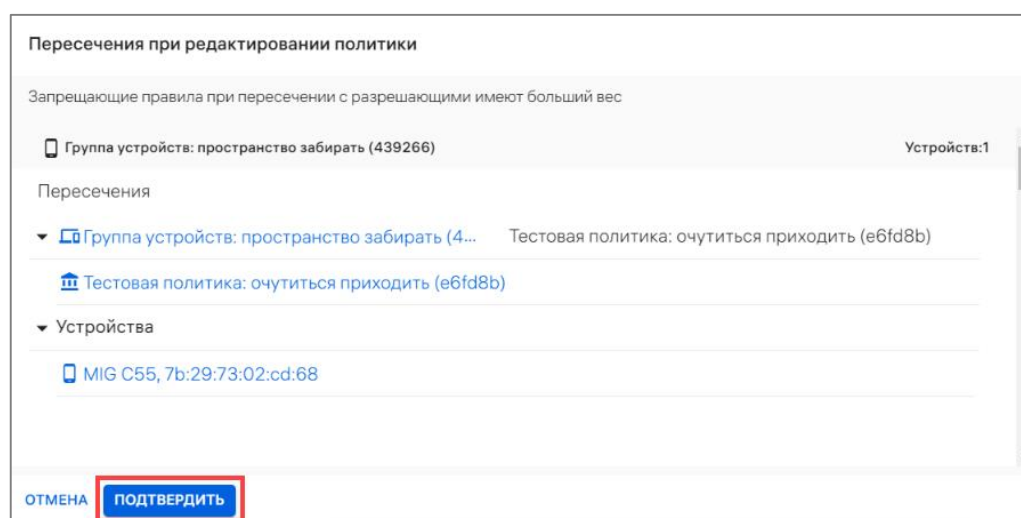 Пересечения при редактировании политики
Запрещающие правила при пересечении с разрешающими имеют больший вес
Группа устройств: пространство забирать (439266) Устройств:1
Пересечения
Группа устройств: пространство забирать (4... Тестовая политика: очутиться приходить (e6fd8b)
Тестовая политика: очутиться приходить (e6fd8b)
Устройства
MIG C55, 7b:29:73:02:cd:68
ОТМЕНА ПОДТВЕРДИТЬ